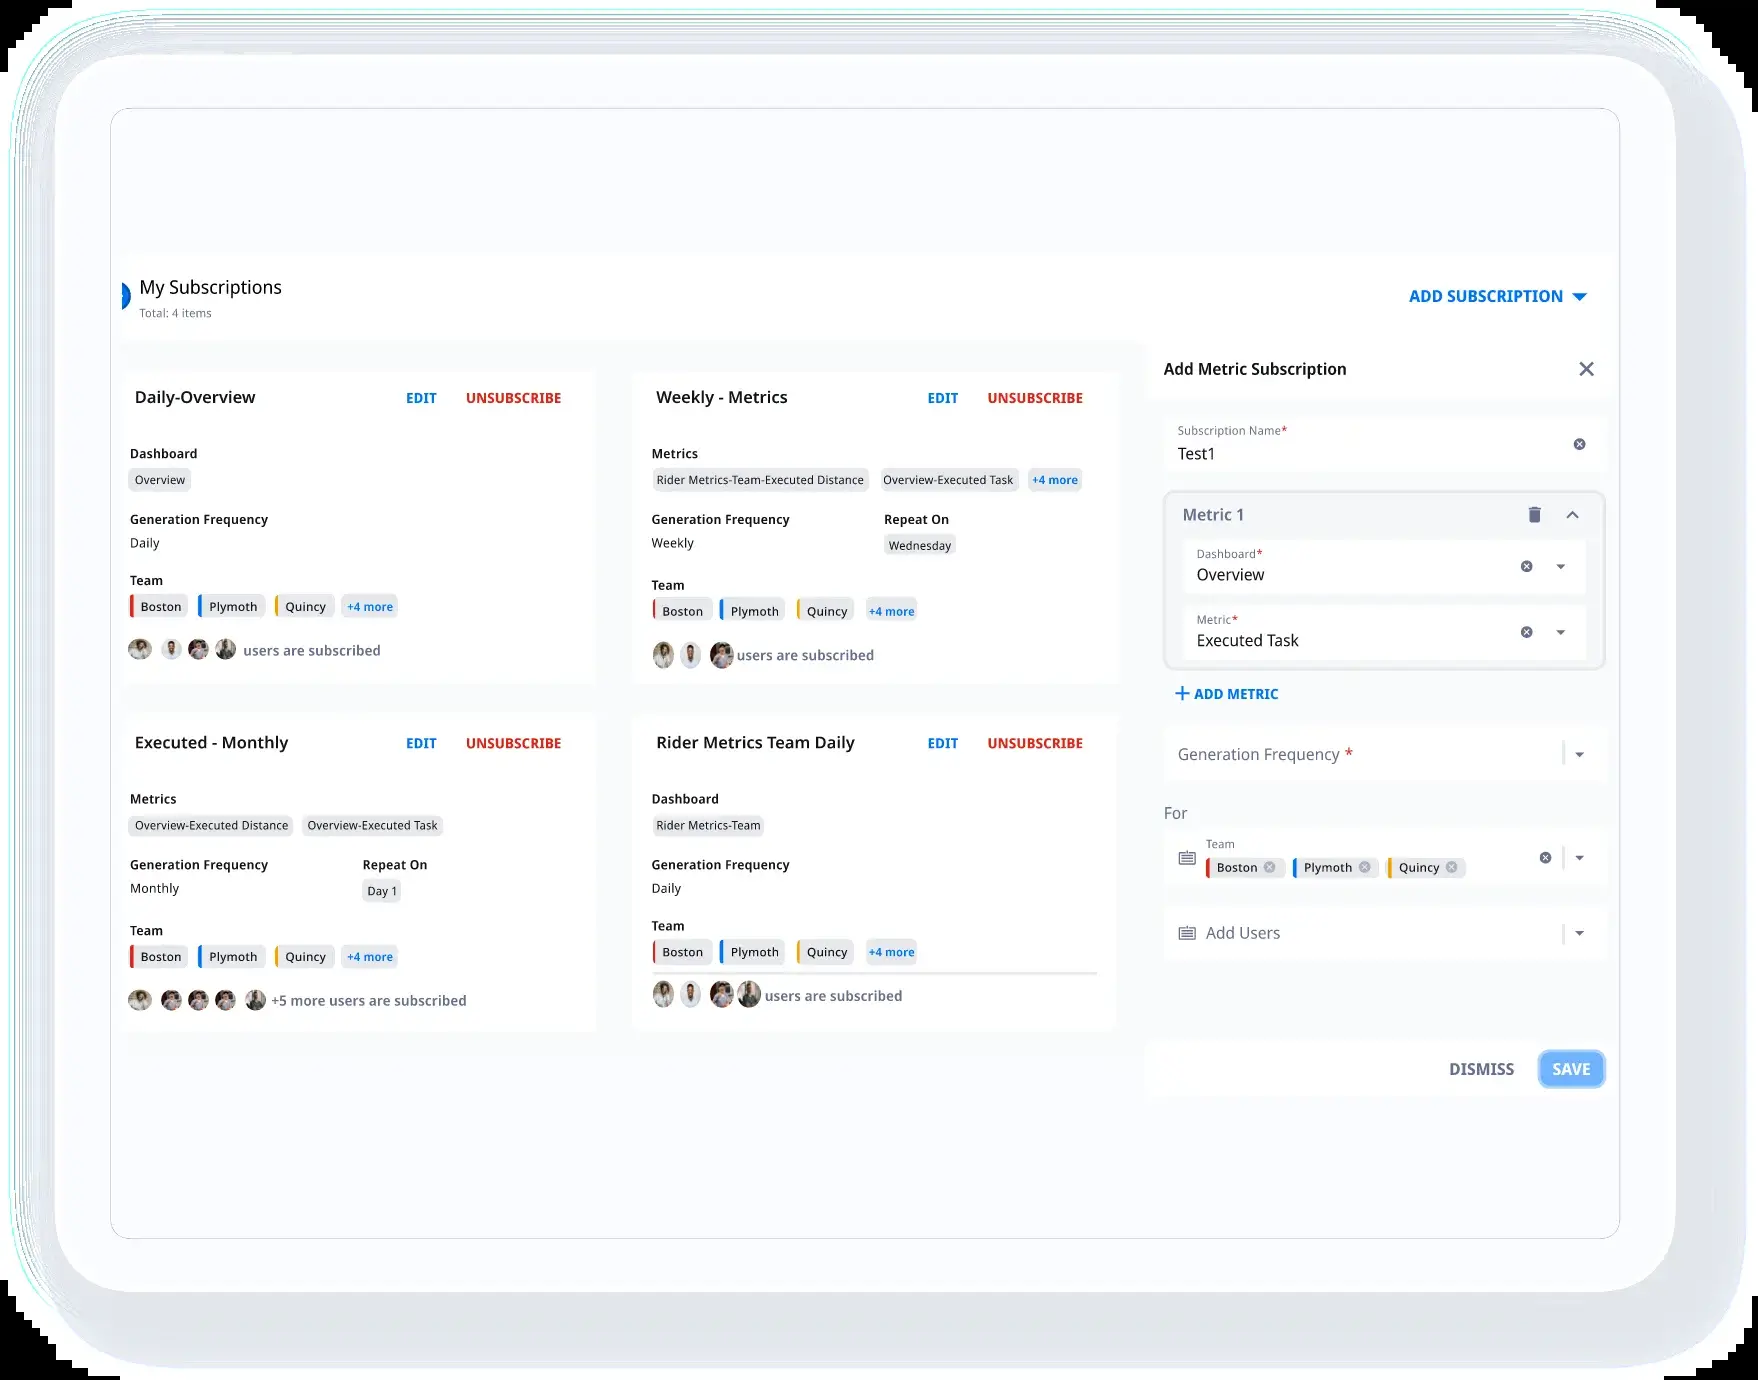 My Subscriptions
Total: 4 items
ADD SUBSCRIPTION
Daily-Overview
EDIT
UNSUBSCRIBE
Dashboard
Overview
Generation Frequency
Daily
Team
Boston Plymoth Quincy +4 more
users are subscribed
Weekly - Metrics
EDIT
UNSUBSCRIBE
Metrics
Rider Metrics-Team-Executed Distance Overview-Executed Task +4 more
Generation Frequency Repeat On
Weekly Wednesday
Team
Boston Plymoth Quincy +4 more
users are subscribed
Executed - Monthly
EDIT
UNSUBSCRIBE
Metrics
Overview-Executed Distance Overview-Executed Task
Generation Frequency Repeat On
Monthly Day 1
Team
Boston Plymoth Quincy +4 more
+5 more users are subscribed
Rider Metrics Team Daily
EDIT
UNSUBSCRIBE
Dashboard
Rider Metrics-Team
Generation Frequency
Daily
Team
Boston Plymoth Quincy +4 more
users are subscribed
Add Metric Subscription
Subscription Name*
Test1
Metric 1
Dashboard*
Overview
Metric*
Executed Task
+ ADD METRIC
Generation Frequency *
For
Team
Boston Plymoth Quincy
Add Users
DISMISS
SAVE